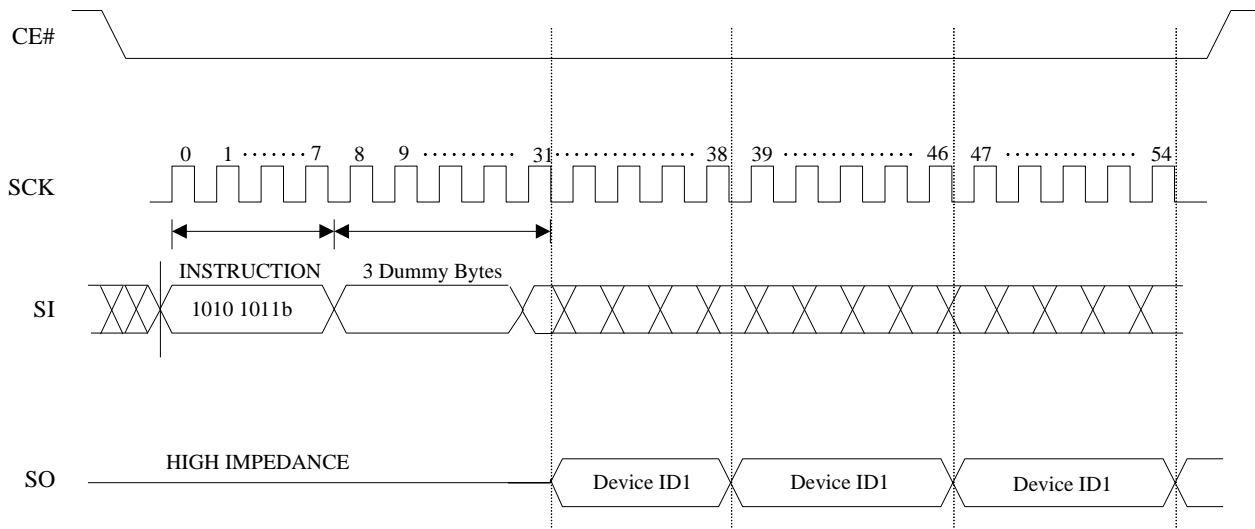 CE#
0 1 ....... 7 8 9 .......... 31 ................ 38 39 .............. 46 47 .............. 54
SCK
INSTRUCTION 3 Dummy Bytes
SI 1010 1011b
HIGH IMPEDANCE
SO Device ID1 Device ID1 Device ID1